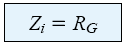 Z_i = R_G